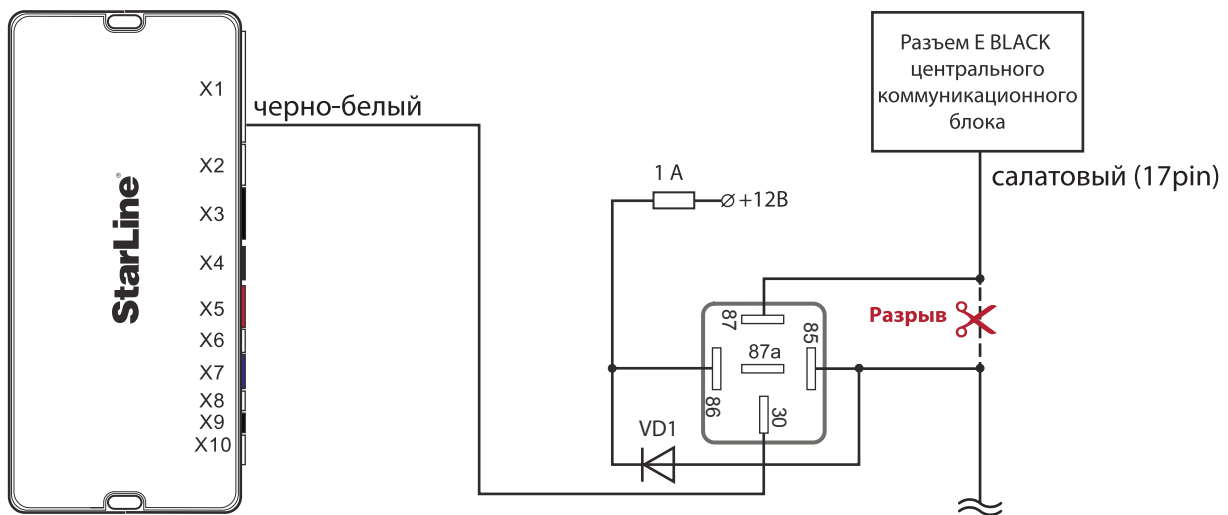 X1
черно-белый
X2
X3
X4
X5
X6
X7
X8
X9
X10
StarLine®
Разъем E BLACK
центрального
коммуникационного
блока
салатовый (17pin)
1 А
+12В
Разрыв
87
85
87a
86
30
VD1